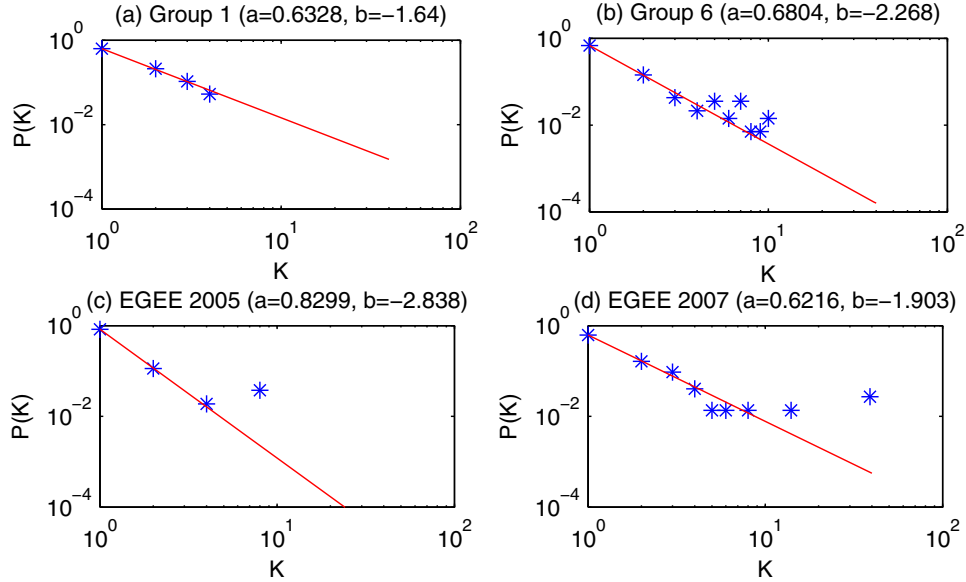 (a) Group 1 (a=0.6328, b=−1.64)
P(K)
10^0
10^−2
10^−4
10^0
10^1
10^2
K
(b) Group 6 (a=0.6804, b=−2.268)
P(K)
10^0
10^−2
10^−4
10^0
10^1
10^2
K
(c) EGEE 2005 (a=0.8299, b=−2.838)
P(K)
10^0
10^−2
10^−4
10^0
10^1
10^2
K
(d) EGEE 2007 (a=0.6216, b=−1.903)
P(K)
10^0
10^−2
10^−4
10^0
10^1
10^2
K